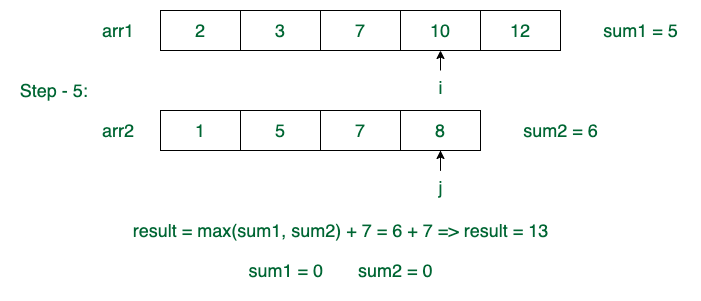 arr1 2 3 7 10 12 sum1 = 5
i
Step - 5:
arr2 1 5 7 8 sum2 = 6
j
result = max(sum1, sum2) + 7 = 6 + 7 => result = 13
sum1 = 0 sum2 = 0